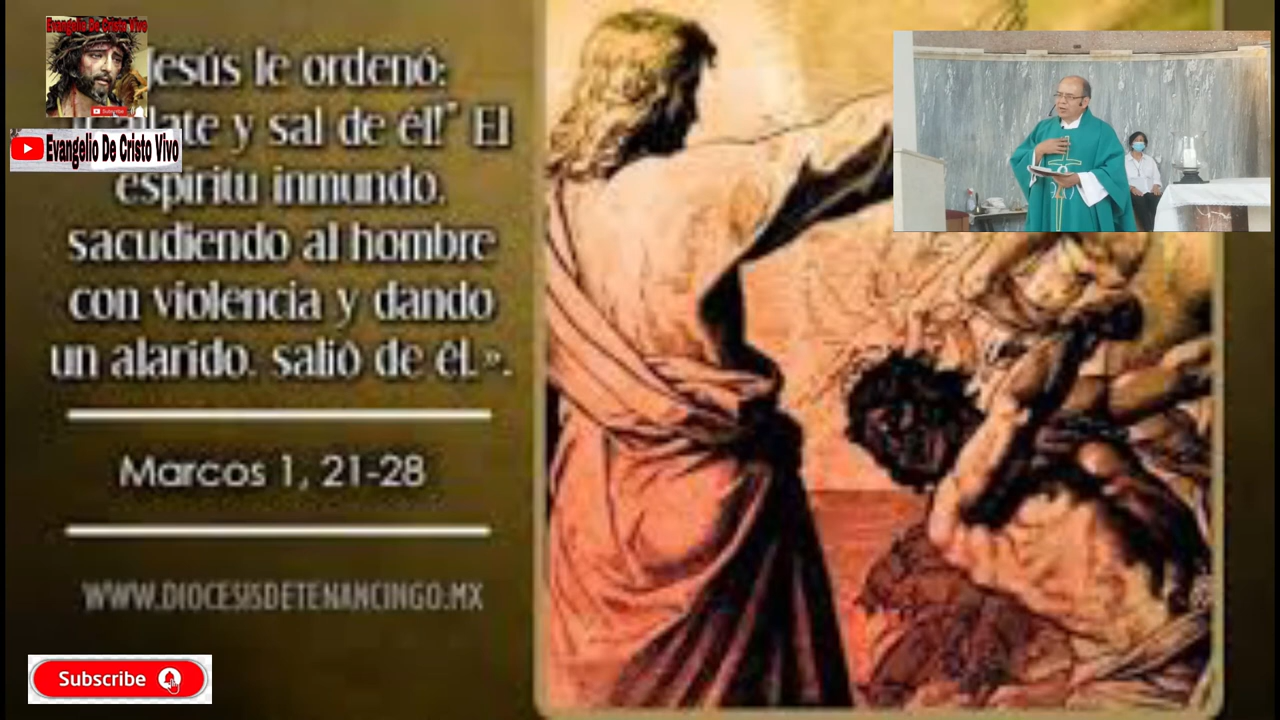 Evangelio De Cristo Vivo
Jesús le ordenó:
y sal de él!" El
Evangelio De Cristo Vivo
espíritu inmundo,
sacudiendo al hombre
con violencia y dando
un alarido, salió de él.».
Marcos 1, 21-28
WWW.DIOCESISDETENANCINGO.MX
Subscribe